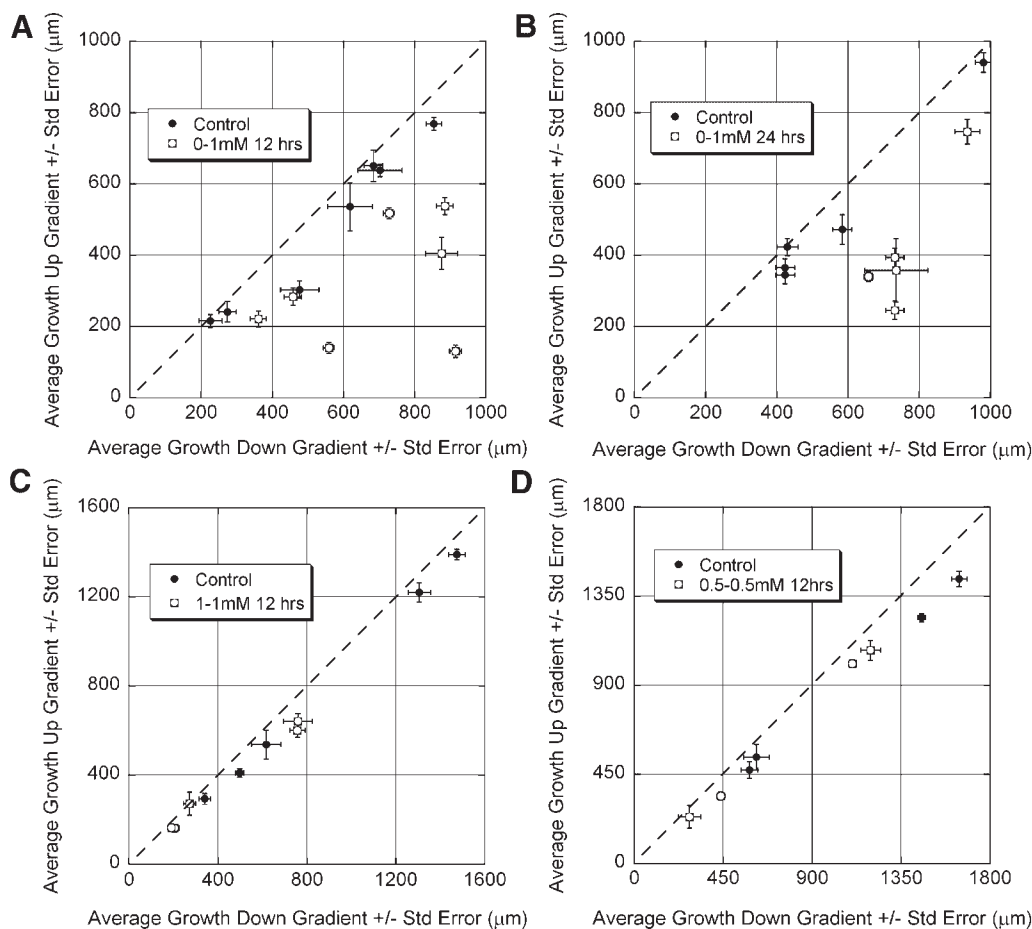 A
Average Growth Up Gradient +/- Std Error (μm)
1000
800
600
400
200
0
Control
0-1mM 12 hrs
0
200
400
600
800
1000
Average Growth Down Gradient +/- Std Error (μm)
B
Average Growth Up Gradient +/- Std Error (μm)
1000
800
600
400
200
0
Control
0-1mM 24 hrs
0
200
400
600
800
1000
Average Growth Down Gradient +/- Std Error (μm)
C
Average Growth Up Gradient +/- Std Error (μm)
1600
1200
800
400
0
Control
1-1mM 12 hrs
0
400
800
1200
1600
Average Growth Down Gradient +/- Std Error (μm)
D
Average Growth Up Gradient +/- Std Error (μm)
1800
1350
900
450
0
Control
0.5-0.5mM 12hrs
0
450
900
1350
1800
Average Growth Down Gradient +/- Std Error (μm)